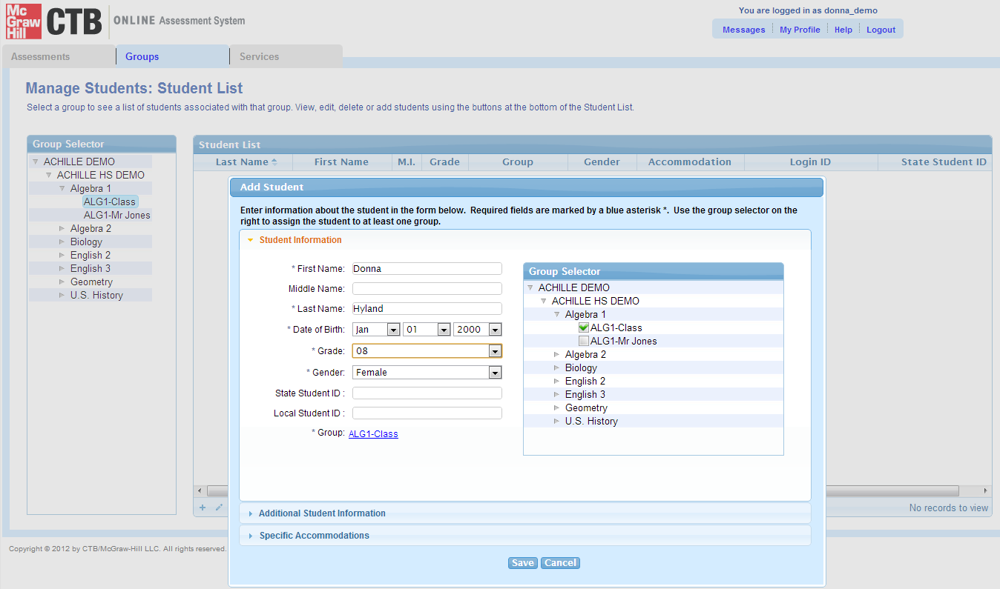 Mc
Graw
Hill
CTB
ONLINE Assessment System
You are logged in as donna_demo
Messages My Profile Help Logout
Assessments Groups Services
Manage Students: Student List
Select a group to see a list of students associated with that group. View, edit, delete or add students using the buttons at the bottom of the Student List.
Group Selector
ACHILLE DEMO
ACHILLE HS DEMO
Algebra 1
ALG1-Class
ALG1-Mr Jones
Algebra 2
Biology
English 2
English 3
Geometry
U.S. History
Student List
Last Name First Name M.I. Grade Group Gender Accommodation Login ID State Student ID
Add Student
Enter information about the student in the form below. Required fields are marked by a blue asterisk *. Use the group selector on the
right to assign the student to at least one group.
Student Information
* First Name: Donna
Middle Name:
* Last Name: Hyland
* Date of Birth: Jan 01 2000
* Grade: 08
* Gender: Female
State Student ID :
Local Student ID :
* Group: ALG1-Class
Group Selector
ACHILLE DEMO
ACHILLE HS DEMO
Algebra 1
ALG1-Class
ALG1-Mr Jones
Algebra 2
Biology
English 2
English 3
Geometry
U.S. History
Additional Student Information
Specific Accommodations
Save Cancel
No records to view
Copyright © 2012 by CTB/McGraw-Hill LLC. All rights reserved.